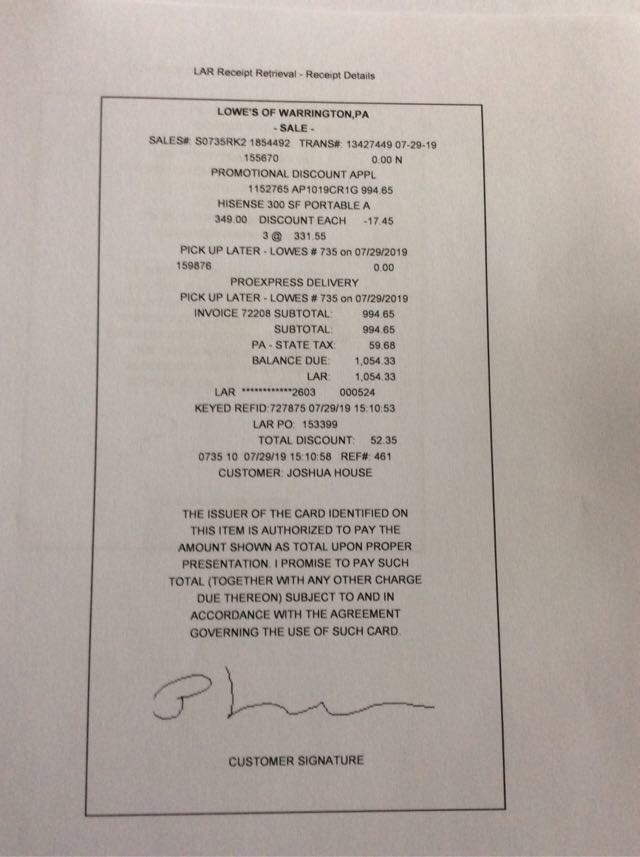 LAR Receipt Retrieval - Receipt Details
LOWE'S OF WARRINGTON,PA
- SALE -
SALES#: S0735RK2 1854492 TRANS#: 13427449 07-29-19
155670 0.00 N
PROMOTIONAL DISCOUNT APPL
1152765 AP1019CR1G 994.65
HISENSE 300 SF PORTABLE A
349.00 DISCOUNT EACH -17.45
3 @ 331.55
PICK UP LATER - LOWES # 735 on 07/29/2019
159876 0.00
PROEXPRESS DELIVERY
PICK UP LATER - LOWES # 735 on 07/29/2019
INVOICE 72208 SUBTOTAL: 994.65
SUBTOTAL: 994.65
PA - STATE TAX: 59.68
BALANCE DUE: 1,054.33
LAR: 1,054.33
LAR ************2603 000524
KEYED REFID:727875 07/29/19 15:10:53
LAR PO: 153399
TOTAL DISCOUNT: 52.35
0735 10 07/29/19 15:10:58 REF#: 461
CUSTOMER: JOSHUA HOUSE
THE ISSUER OF THE CARD IDENTIFIED ON
THIS ITEM IS AUTHORIZED TO PAY THE
AMOUNT SHOWN AS TOTAL UPON PROPER
PRESENTATION. I PROMISE TO PAY SUCH
TOTAL (TOGETHER WITH ANY OTHER CHARGE
DUE THEREON) SUBJECT TO AND IN
ACCORDANCE WITH THE AGREEMENT
GOVERNING THE USE OF SUCH CARD.
CUSTOMER SIGNATURE